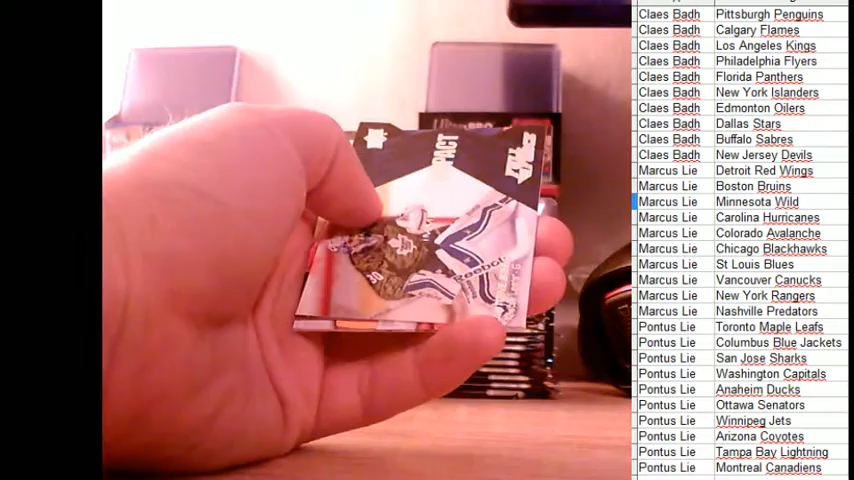 Claes Badh Pittsburgh Penguins
Claes Badh Calgary Flames
Claes Badh Los Angeles Kings
Claes Badh Philadelphia Flyers
Claes Badh Florida Panthers
Claes Badh New York Islanders
Claes Badh Edmonton Oilers
Claes Badh Dallas Stars
Claes Badh Buffalo Sabres
Claes Badh New Jersey Devils
Marcus Lie Detroit Red Wings
Marcus Lie Boston Bruins
Marcus Lie Minnesota Wild
Marcus Lie Carolina Hurricanes
Marcus Lie Colorado Avalanche
Marcus Lie Chicago Blackhawks
Marcus Lie St Louis Blues
Marcus Lie Vancouver Canucks
Marcus Lie New York Rangers
Marcus Lie Nashville Predators
Pontus Lie Toronto Maple Leafs
Pontus Lie Columbus Blue Jackets
Pontus Lie San Jose Sharks
Pontus Lie Washington Capitals
Pontus Lie Anaheim Ducks
Pontus Lie Ottawa Senators
Pontus Lie Winnipeg Jets
Pontus Lie Arizona Coyotes
Pontus Lie Tampa Bay Lightning
Pontus Lie Montreal Canadiens
PACT
Reebok
30